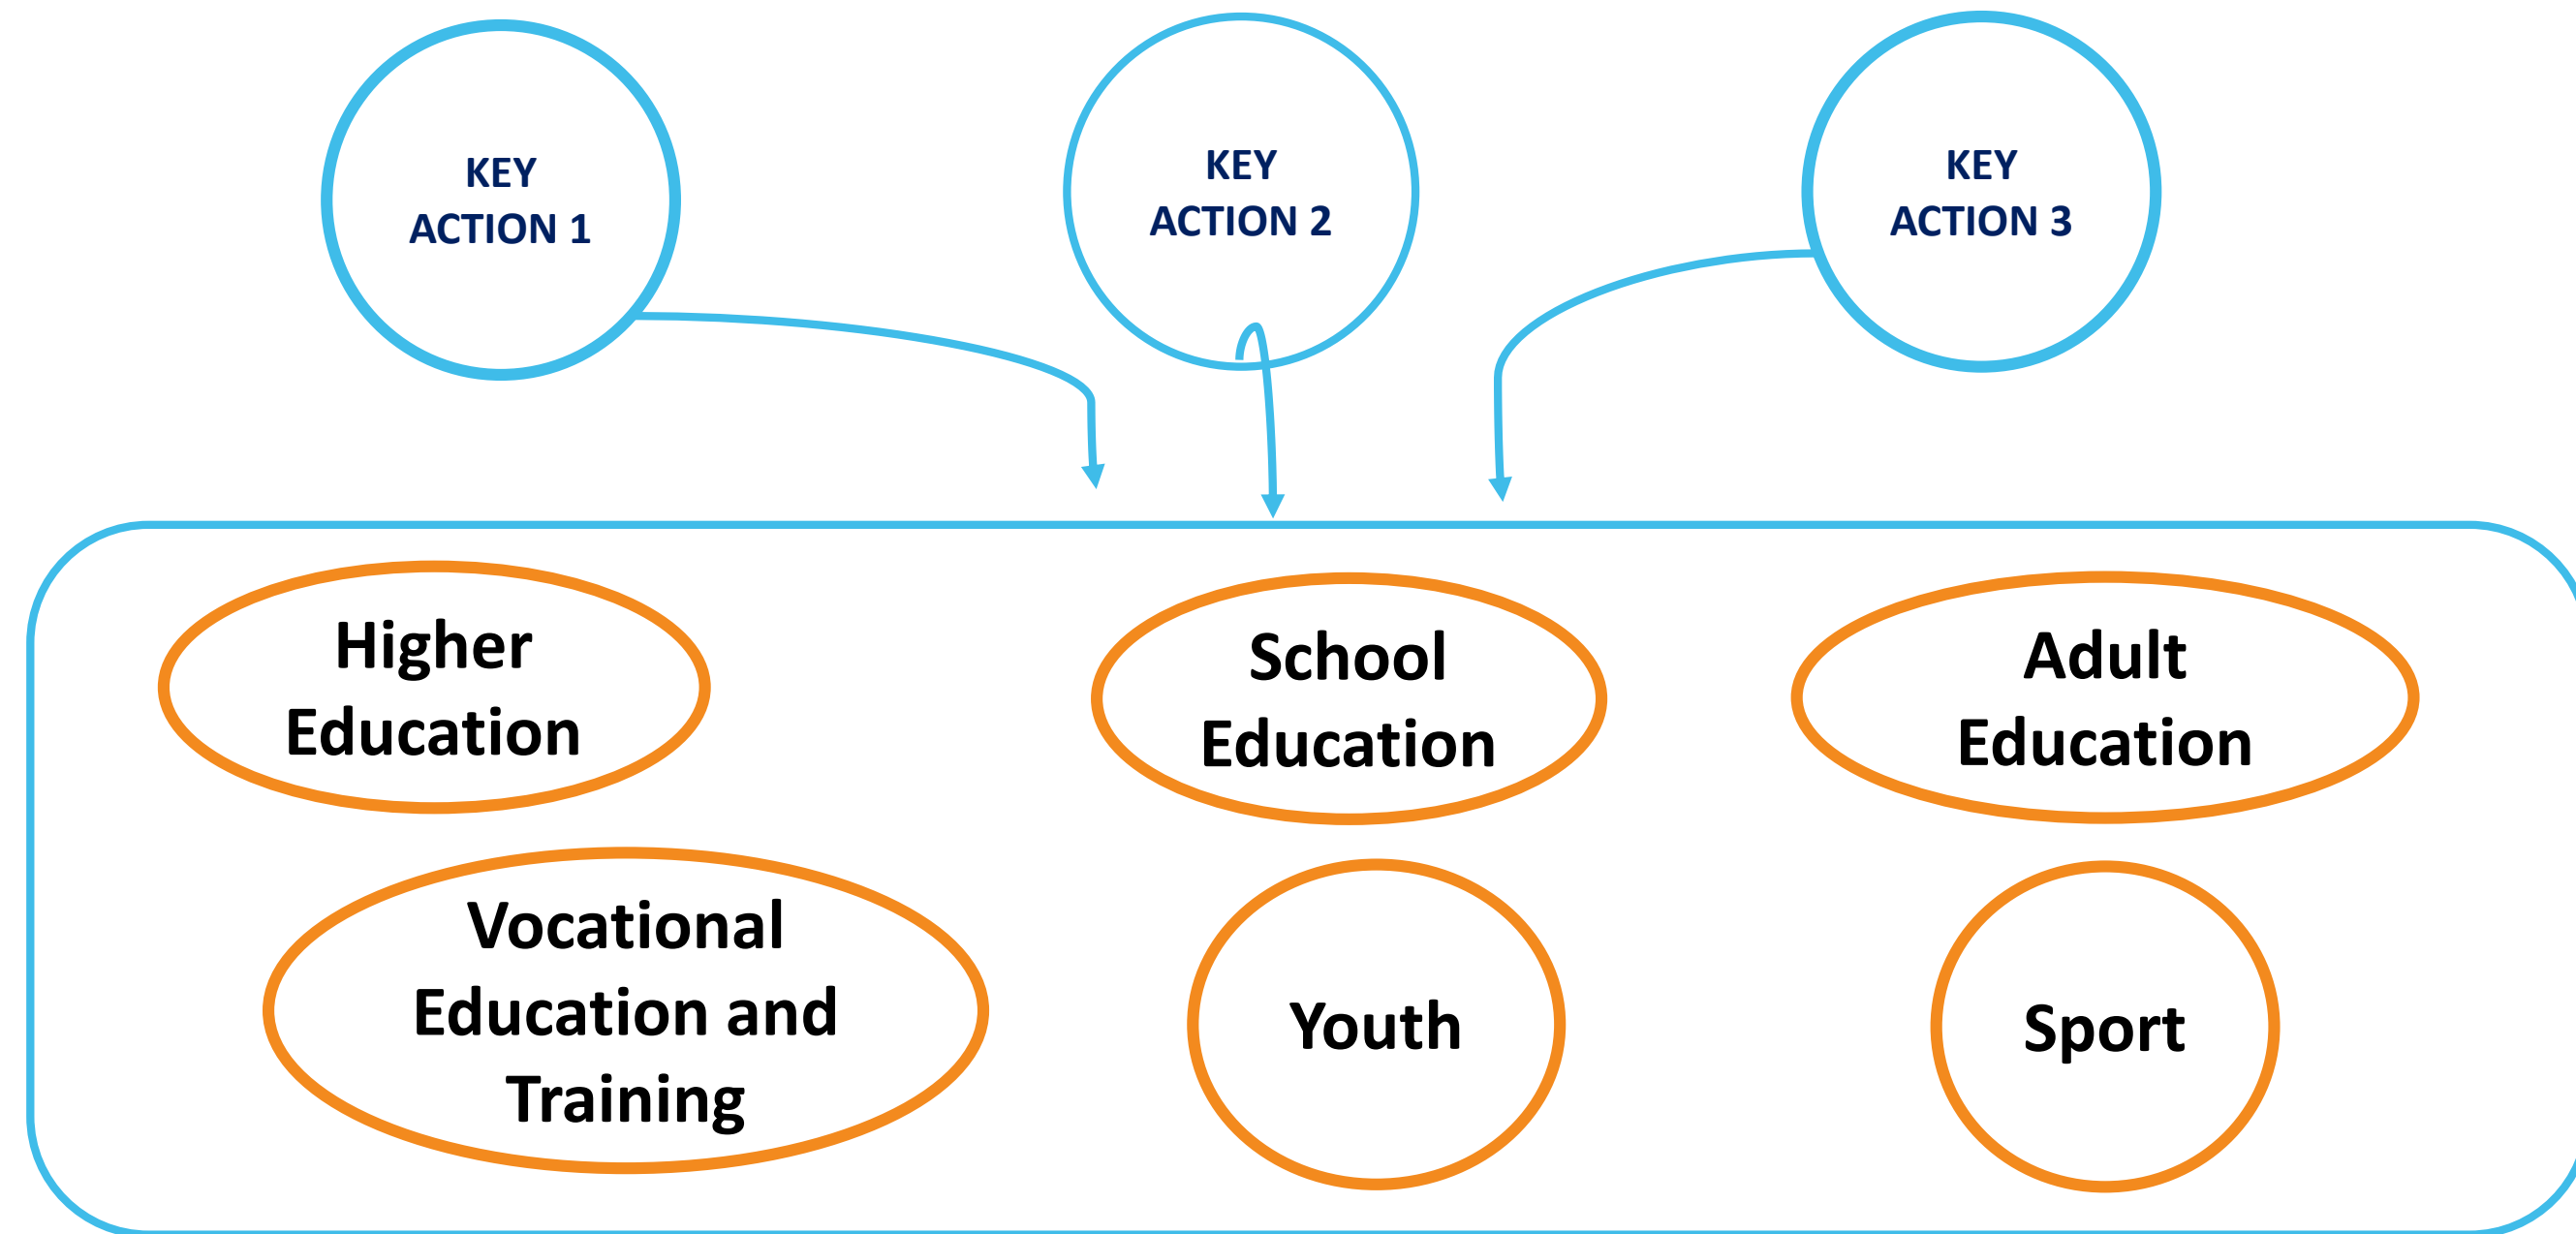 KEY
ACTION 1
KEY
ACTION 2
KEY
ACTION 3
Higher
Education
School
Education
Adult
Education
Vocational
Education and
Training
Youth
Sport